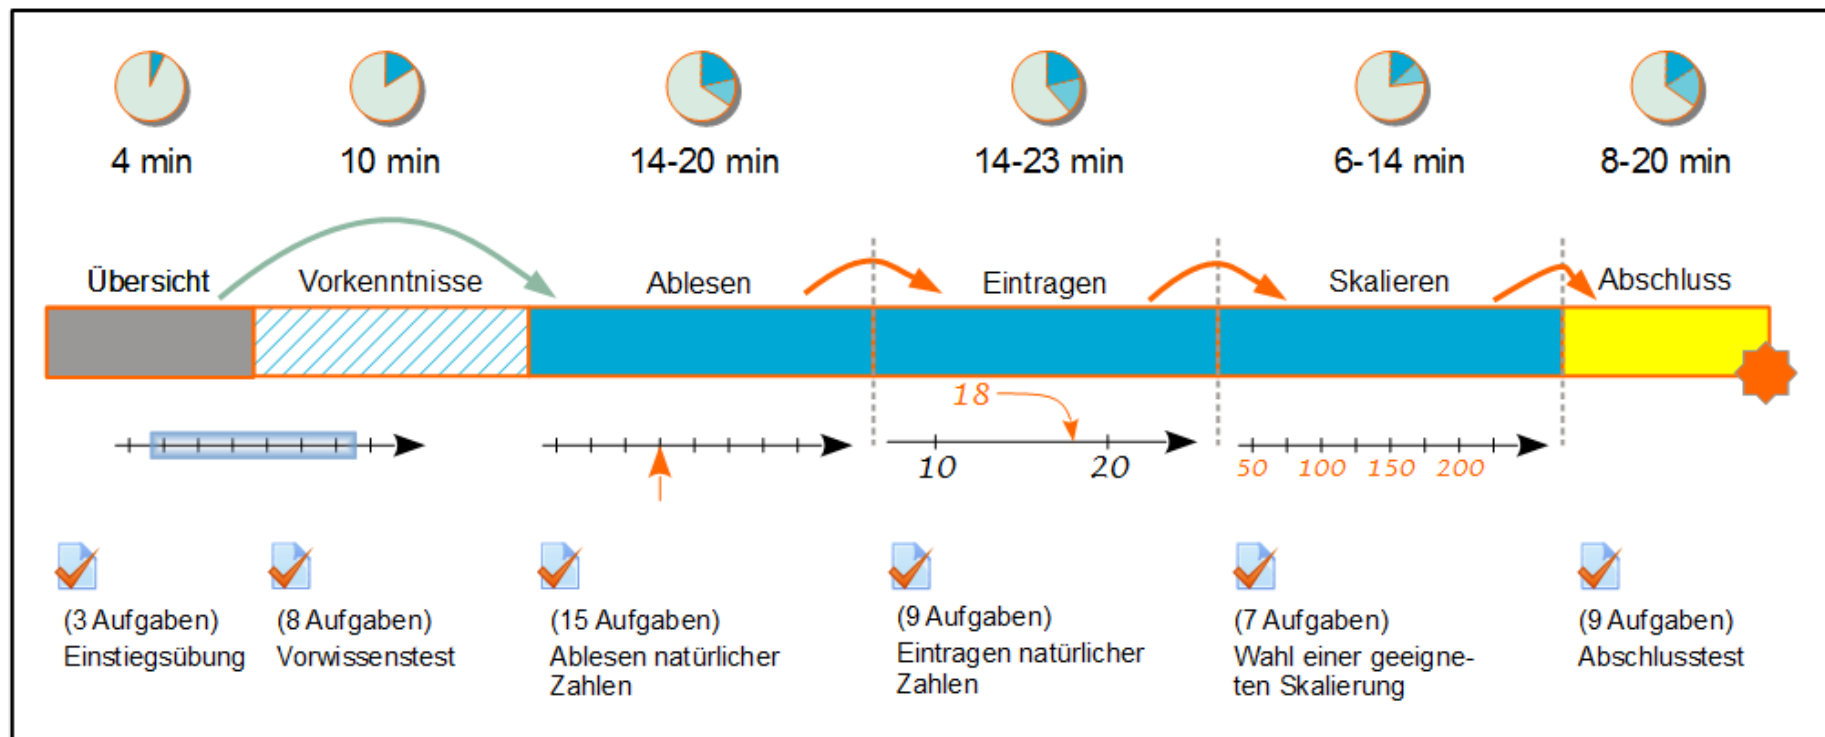 4 min
10 min
14-20 min
14-23 min
6-14 min
8-20 min
Übersicht
Vorkenntnisse
Ablesen
Eintragen
Skalieren
Abschluss
18
10
20
50
100
150
200
(3 Aufgaben)
Einstiegsübung
(8 Aufgaben)
Vorwissenstest
(15 Aufgaben)
Ablesen natürlicher
Zahlen
(9 Aufgaben)
Eintragen natürlicher
Zahlen
(7 Aufgaben)
Wahl einer geeigne-
ten Skalierung
(9 Aufgaben)
Abschlusstest